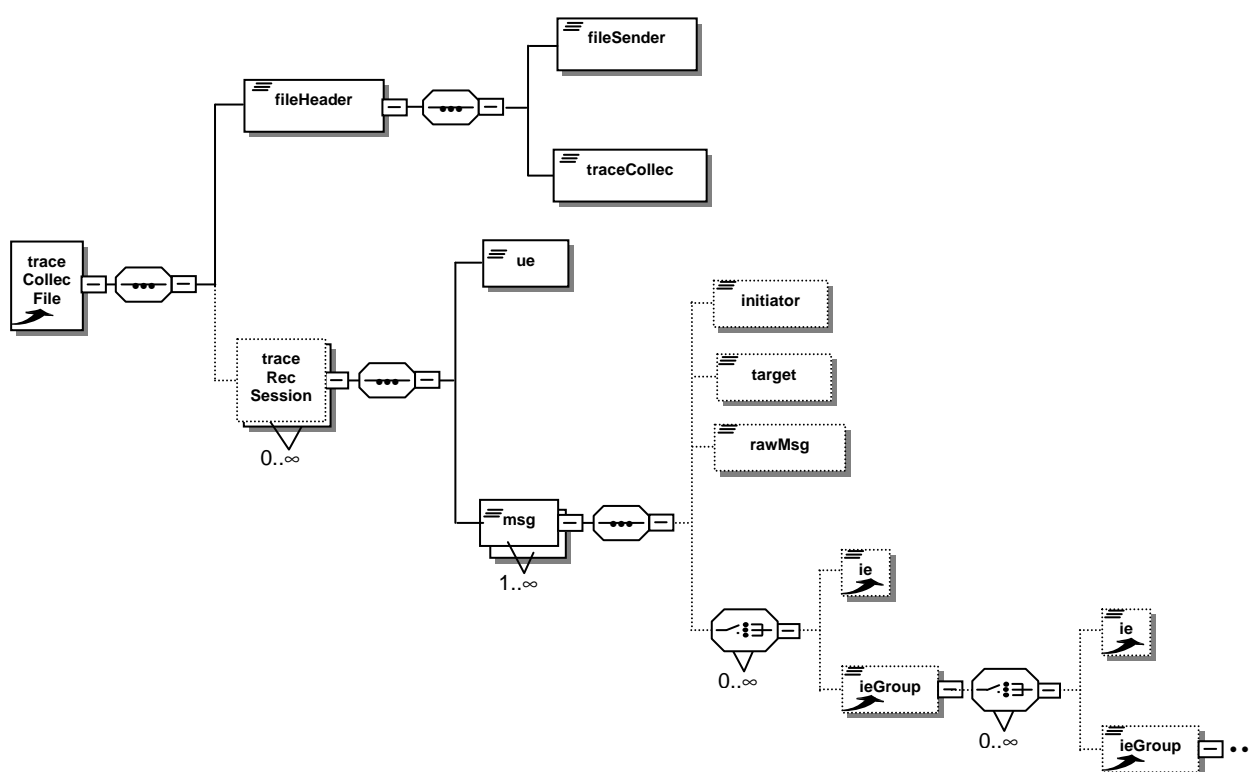 fileSender
fileHeader
traceCollec
trace
Collec
File
ue
initiator
trace
Rec
Session
target
rawMsg
0..∞
msg
1..∞
ie
ie
0..∞
ieGroup
0..∞
ieGroup